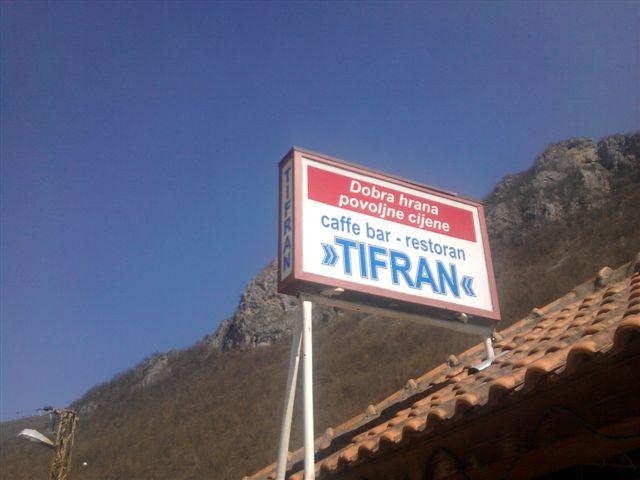 Dobra hrana
povoljne cijene
caffe bar - restoran
»TIFRAN«
TIFRAN